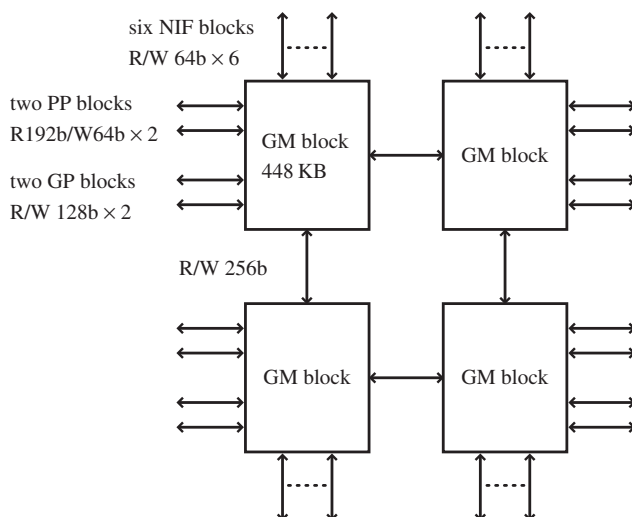 six NIF blocks
R/W 64b × 6
two PP blocks
R192b/W64b × 2
two GP blocks
R/W 128b × 2
GM block
448 KB
GM block
R/W 256b
GM block
GM block